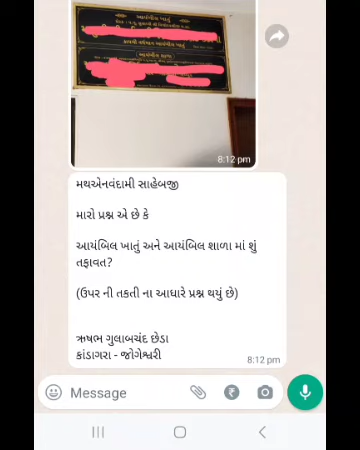 આયંબીલ ખાતું
8:12 pm
મથએનવંદામી સાહેબજી
મારો પ્રશ્ન એ છે કે
આયંબિલ ખાતું અને આયંબિલ શાળા માં શું
તફાવત?
(ઉપર ની તકતી ના આધારે પ્રશ્ન થયું છે)
ઋષભ ગુલાબચંદ છેડા
કાંડાગરા - જોગેશ્વરી
8:12 pm
Message